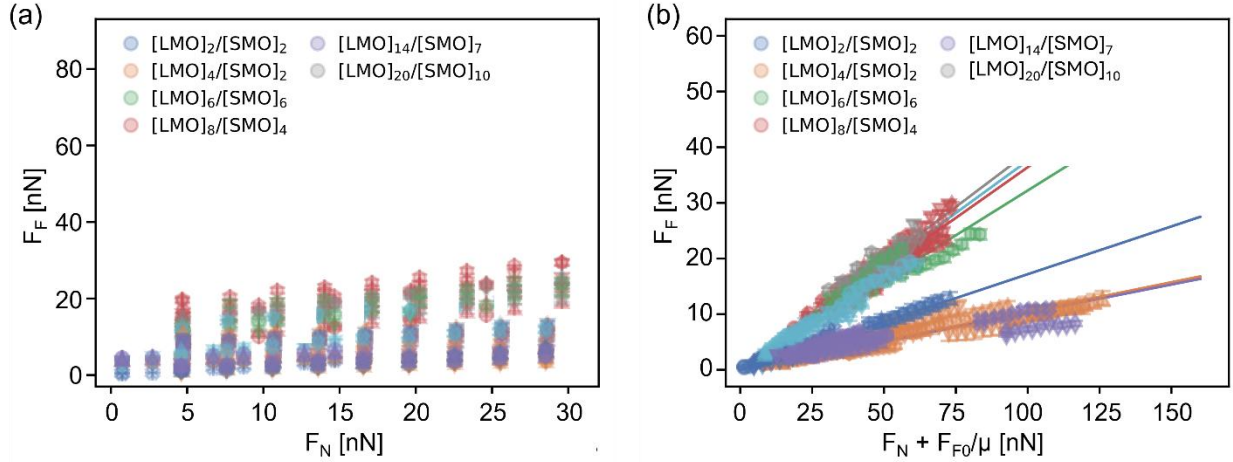 (a)
[LMO]₂/[SMO]₂
[LMO]₄/[SMO]₂
[LMO]₆/[SMO]₆
[LMO]₈/[SMO]₄
[LMO]₁₄/[SMO]₇
[LMO]₂₀/[SMO]₁₀
80
60
40
20
0
F_F [nN]
0 5 10 15 20 25 30
F_N [nN]
(b)
[LMO]₂/[SMO]₂
[LMO]₄/[SMO]₂
[LMO]₆/[SMO]₆
[LMO]₈/[SMO]₄
[LMO]₁₄/[SMO]₇
[LMO]₂₀/[SMO]₁₀
60
50
40
30
20
10
0
F_F [nN]
0 25 50 75 100 125 150
F_N + F_F0/μ [nN]